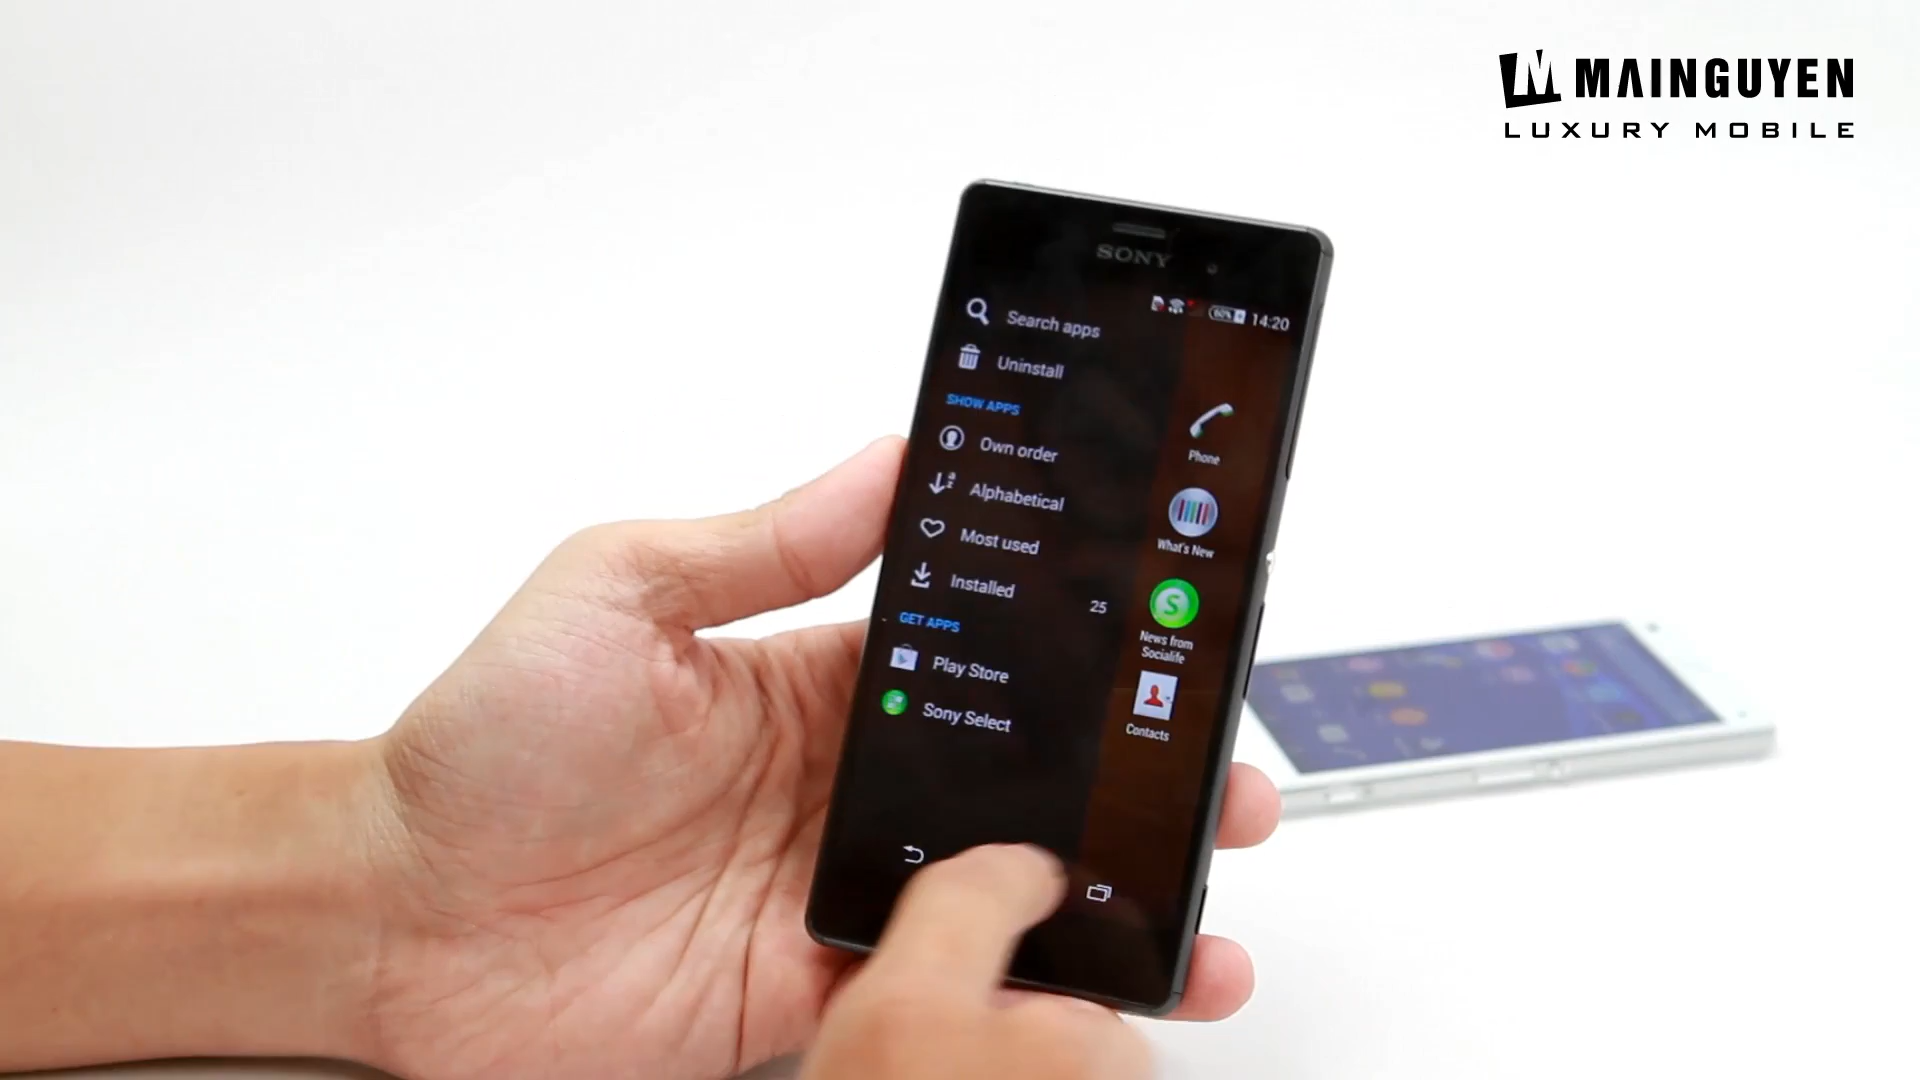 MAINGUYEN
LUXURY MOBILE
SONY
60% 14:20
Search apps
Uninstall
SHOW APPS
Own order
Alphabetical
Most used
Installed 25
GET APPS
Play Store
Sony Select
Phone
What's New
News from
Socialife
Contacts